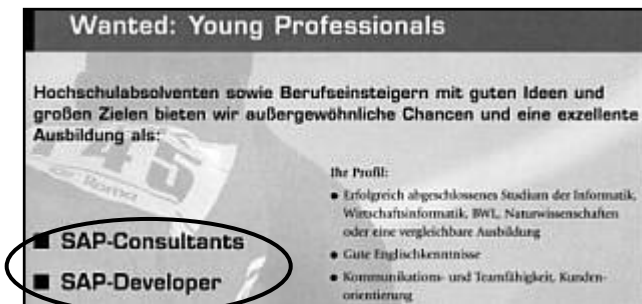 Wanted: Young Professionals
Hochschulabsolventen sowie Berufseinsteigern mit guten Ideen und
großen Zielen bieten wir außergewöhnliche Chancen und eine exzellente
Ausbildung als:
145
Ihr Profil:
● Erfolgreich abgeschlossenes Studium der Informatik,
Wirtschaftsinformatik, BWL, Naturwissenschaften
oder eine vergleichbare Ausbildung
■ SAP-Consultants
● Gute Englischkenntnisse
■ SAP-Developer
● Kommunikations- und Teamfähigkeit, Kunden-
orientierung